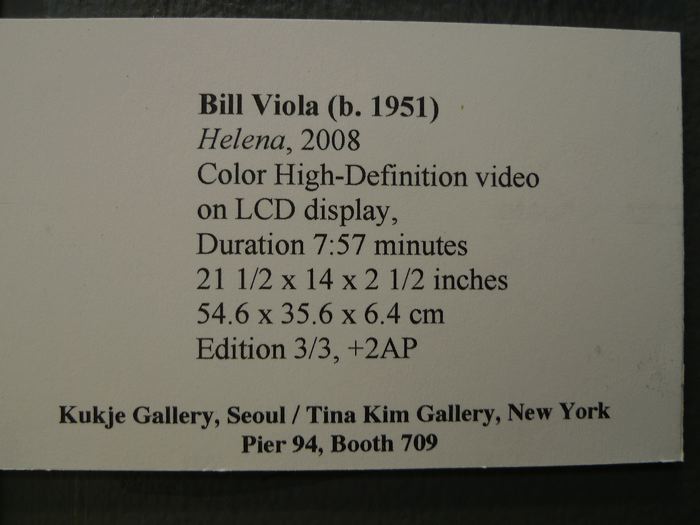 Bill Viola (b. 1951)
Helena, 2008
Color High-Definition video
on LCD display,
Duration 7:57 minutes
21 1/2 x 14 x 2 1/2 inches
54.6 x 35.6 x 6.4 cm
Edition 3/3, +2AP
Kukje Gallery, Seoul / Tina Kim Gallery, New York
Pier 94, Booth 709